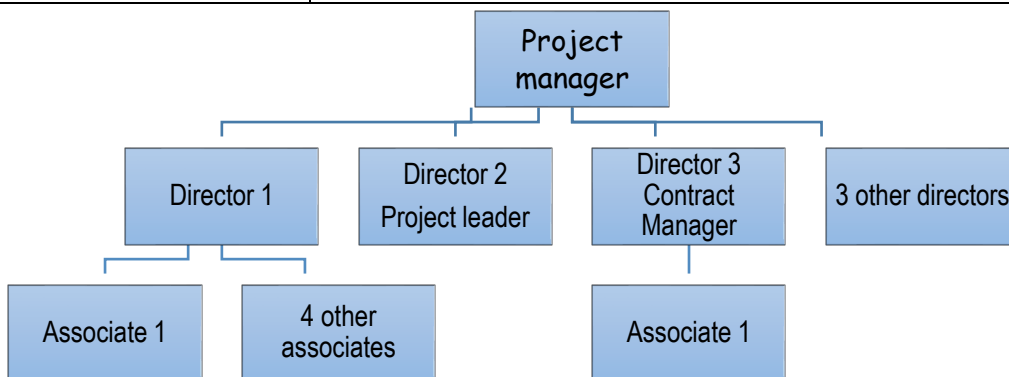 Project
manager
Director 1
Director 2
Project leader
Director 3
Contract
Manager
3 other directors
Associate 1
4 other
associates
Associate 1